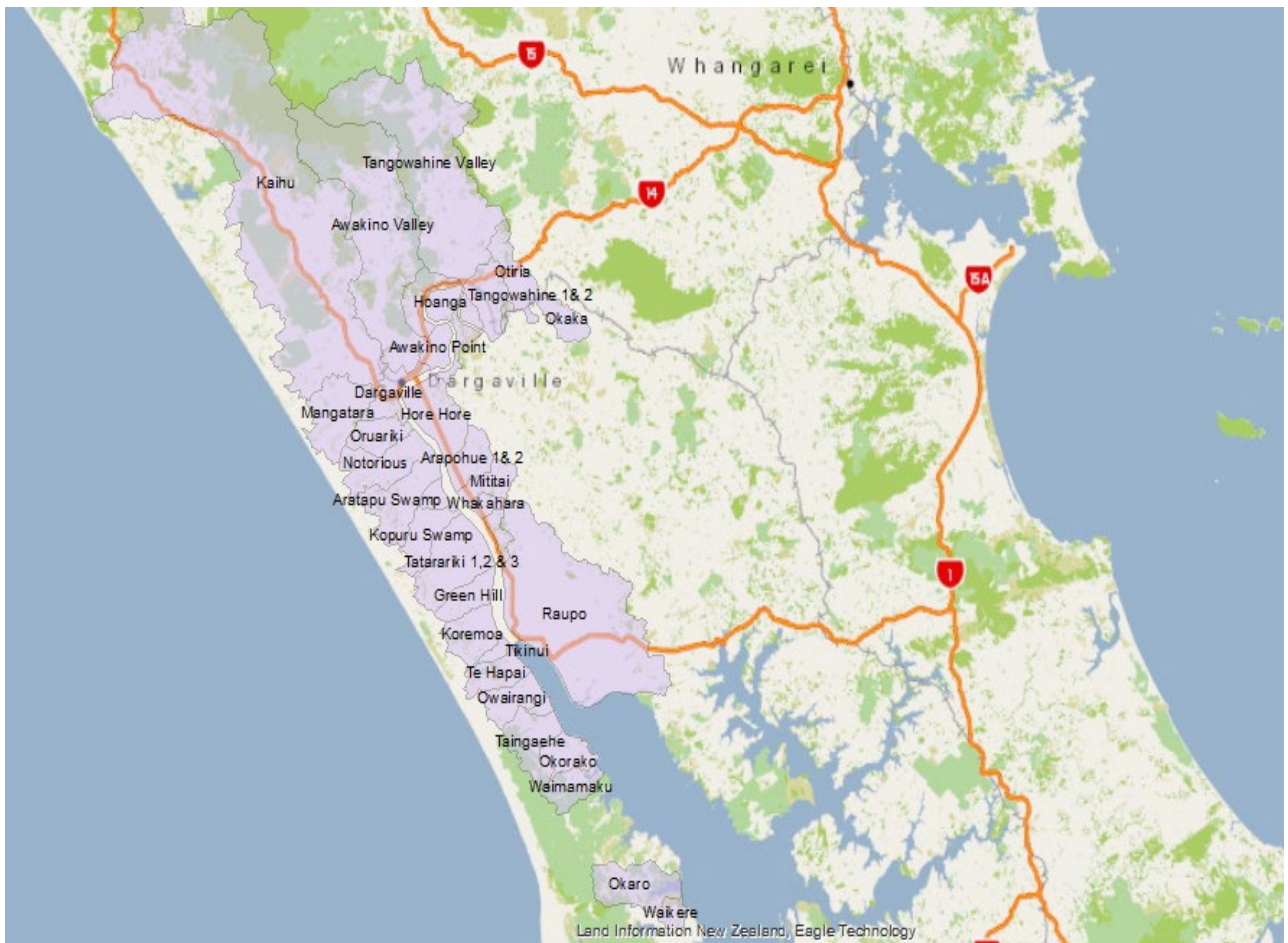 15
Whangarei
Tangowahine Valley
Kaihu
14
Awakino Valley
Otiria
15A
Hoanga
Tangowahine 1& 2
Okaka
Awakino Point
Dargaville
Dargaville
Mangatara
Hore Hore
Oruariki
Notorious
Arapohue 1& 2
Mititai
Aratapu Swamp
Whakahara
Kopuru Swamp
Tatarariki 1,2 & 3
1
Green Hill
Raupo
Koremoa
Tikinui
Te Hapai
Owairangi
Taingaehe
Okorako
Waimamaku
Okaro
Waikere
Land Information New Zealand, Eagle Technology